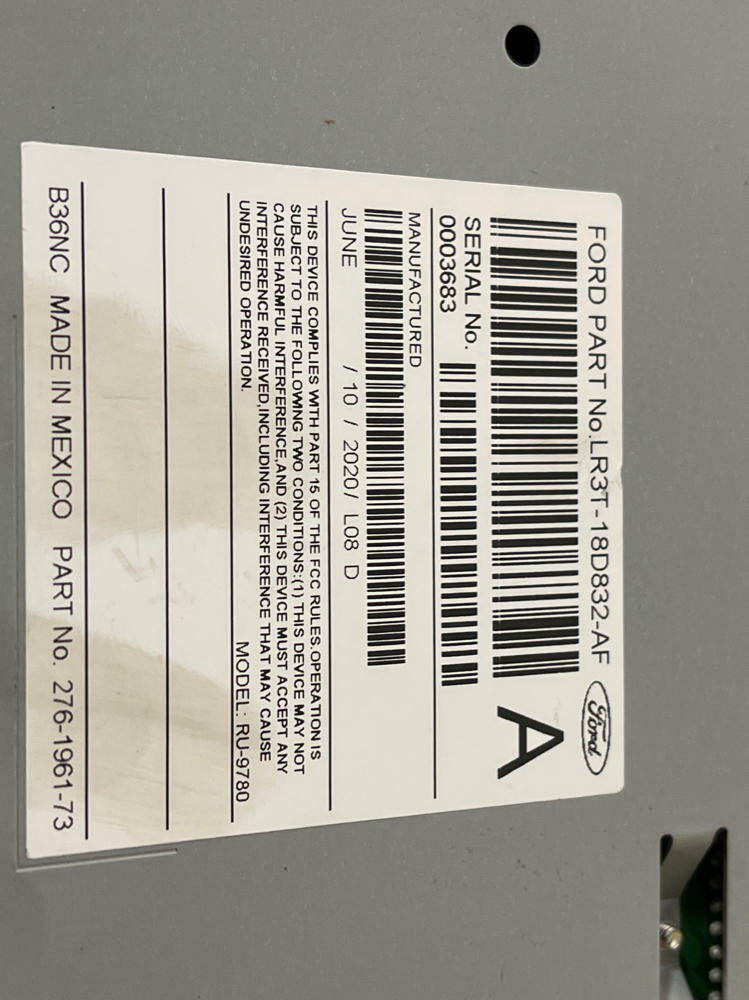 FORD PART No.LR3T-18D832-AF Ford
A
SERIAL No.
0003683
MANUFACTURED
JUNE / 10 / 2020/ L08 D
THIS DEVICE COMPLIES WITH PART 15 OF THE FCC RULES.OPERATION IS
SUBJECT TO THE FOLLOWING TWO CONDITIONS:(1) THIS DEVICE MAY NOT
CAUSE HARMFUL INTERFERENCE,AND (2) THIS DEVICE MUST ACCEPT ANY
INTERFERENCE RECEIVED,INCLUDING INTERFERENCE THAT MAY CAUSE
UNDESIRED OPERATION. MODEL: RU-9780
B36NC MADE IN MEXICO PART No. 276-1961-73